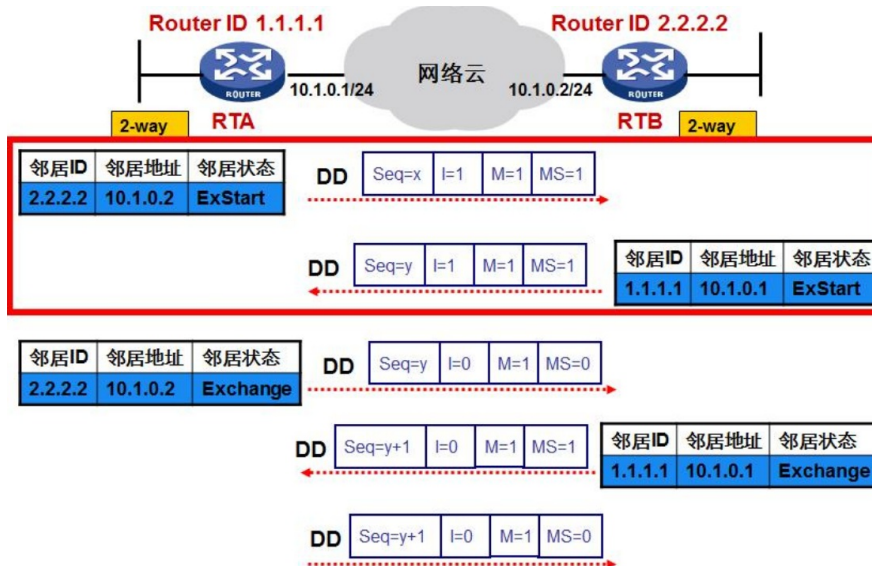 Router ID 1.1.1.1
Router ID 2.2.2.2
网络云
10.1.0.1/24
10.1.0.2/24
ROUTER
ROUTER
RTA
RTB
2-way
2-way
邻居ID 邻居地址 邻居状态
2.2.2.2 10.1.0.2 ExStart
DD Seq=x I=1 M=1 MS=1
DD Seq=y I=1 M=1 MS=1
邻居ID 邻居地址 邻居状态
1.1.1.1 10.1.0.1 ExStart
邻居ID 邻居地址 邻居状态
2.2.2.2 10.1.0.2 Exchange
DD Seq=y I=0 M=1 MS=0
DD Seq=y+1 I=0 M=1 MS=1
邻居ID 邻居地址 邻居状态
1.1.1.1 10.1.0.1 Exchange
DD Seq=y+1 I=0 M=1 MS=0